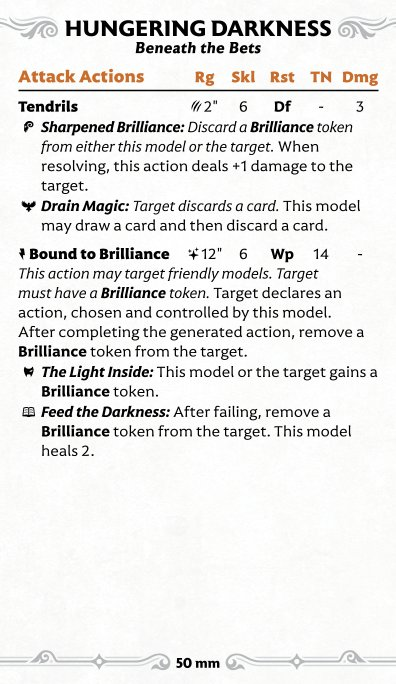 HUNGERING DARKNESS
Beneath the Bets
Attack Actions Rg Skl Rst TN Dmg
Tendrils 2" 6 Df - 3
Sharpened Brilliance: Discard a Brilliance token
from either this model or the target. When
resolving, this action deals +1 damage to the
target.
Drain Magic: Target discards a card. This model
may draw a card and then discard a card.
Bound to Brilliance 12" 6 Wp 14 -
This action may target friendly models. Target
must have a Brilliance token. Target declares an
action, chosen and controlled by this model.
After completing the generated action, remove a
Brilliance token from the target.
The Light Inside: This model or the target gains a
Brilliance token.
Feed the Darkness: After failing, remove a
Brilliance token from the target. This model
heals 2.
50 mm